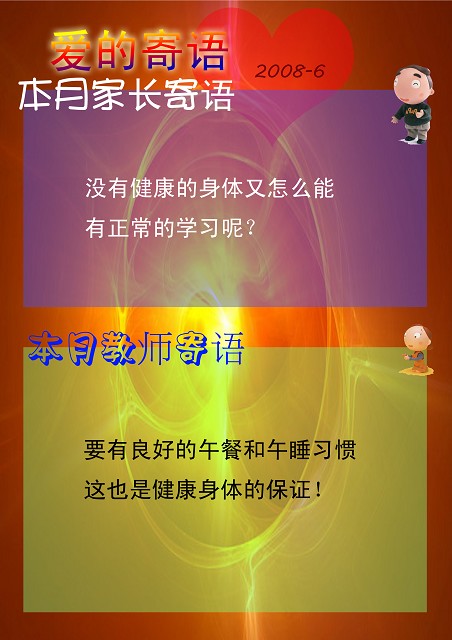 爱的寄语
2008-6
本月家长寄语
没有健康的身体又怎么能
有正常的学习呢？
本月教师寄语
要有良好的午餐和午睡习惯
这也是健康身体的保证！